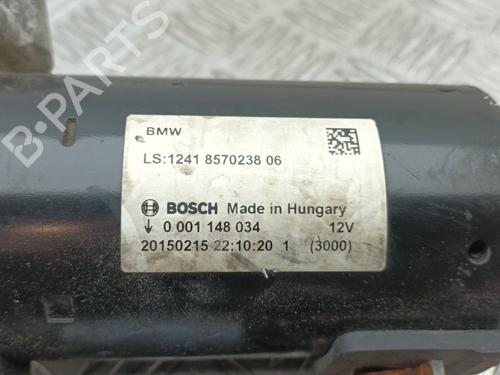 BMW
LS:1241 8570238 06
BOSCH Made in Hungary
0 001 148 034 12V
20150215 22:10:20 1 (3000)
B-PARTS